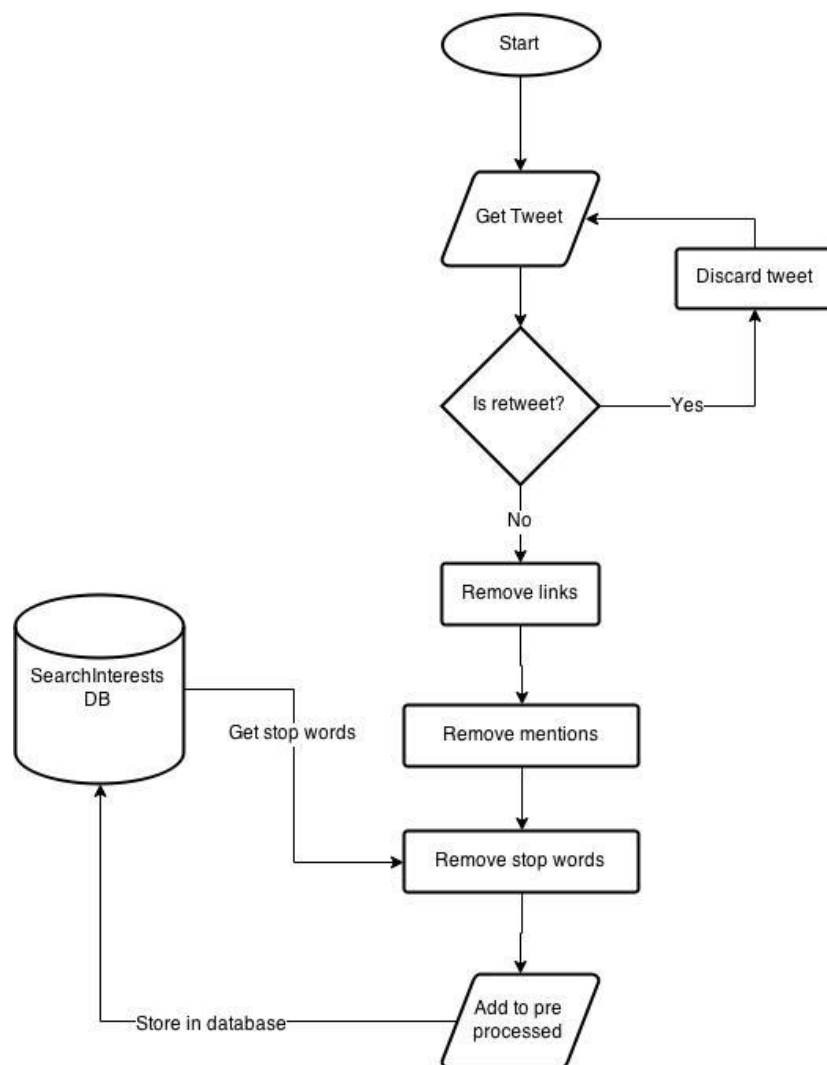 Start
Get Tweet
Discard tweet
Is retweet?
Yes
No
Remove links
SearchInterests
DB
Get stop words
Remove mentions
Remove stop words
Add to pre
processed
Store in database